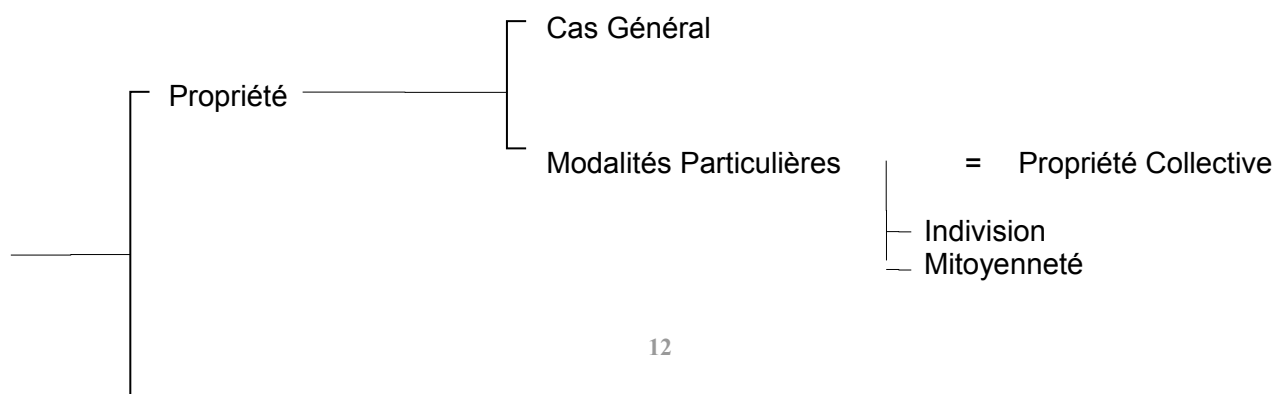 Cas Général
Propriété
Modalités Particulières = Propriété Collective
Indivision
Mitoyenneté
12